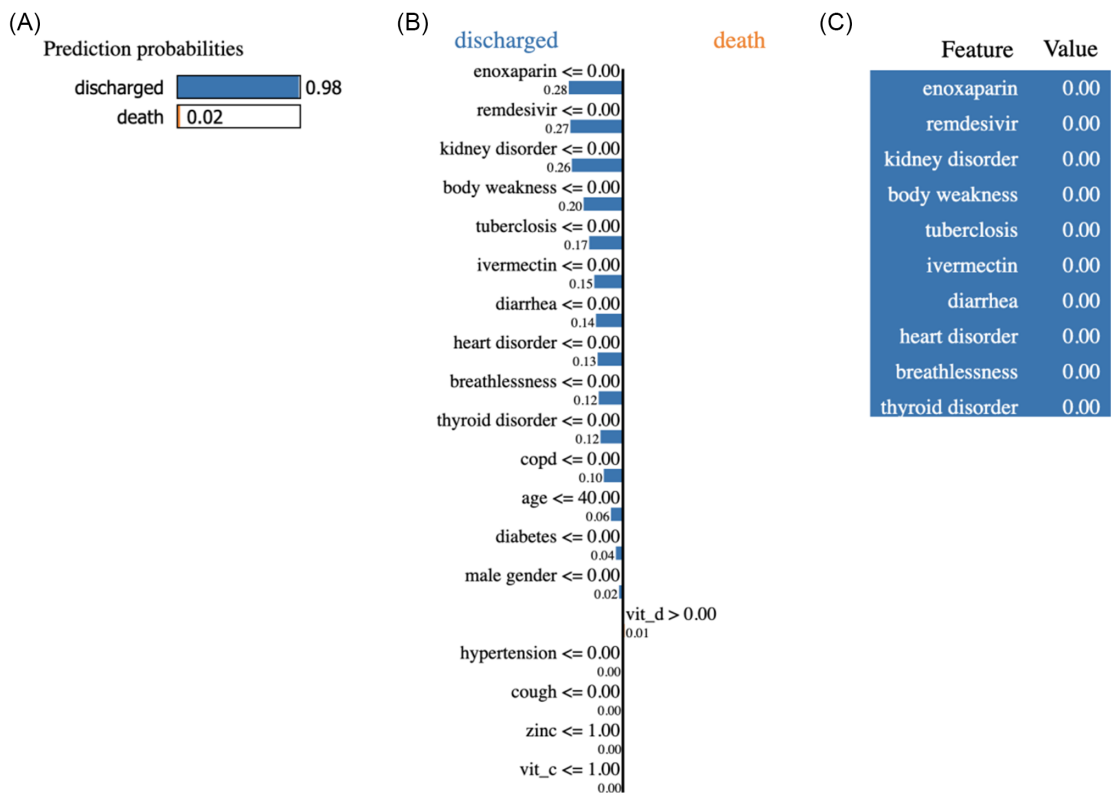 (A)
Prediction probabilities
discharged 0.98
death 0.02
(B)
discharged death
enoxaparin <= 0.00
0.28
remdesivir <= 0.00
0.27
kidney disorder <= 0.00
0.26
body weakness <= 0.00
0.20
tuberclosis <= 0.00
0.17
ivermectin <= 0.00
0.15
diarrhea <= 0.00
0.14
heart disorder <= 0.00
0.13
breathlessness <= 0.00
0.12
thyroid disorder <= 0.00
0.12
copd <= 0.00
0.10
age <= 40.00
0.06
diabetes <= 0.00
0.04
male gender <= 0.00
0.02
vit_d > 0.00
0.01
hypertension <= 0.00
0.00
cough <= 0.00
0.00
zinc <= 1.00
0.00
vit_c <= 1.00
0.00
(C)
Feature Value
enoxaparin 0.00
remdesivir 0.00
kidney disorder 0.00
body weakness 0.00
tuberclosis 0.00
ivermectin 0.00
diarrhea 0.00
heart disorder 0.00
breathlessness 0.00
thyroid disorder 0.00